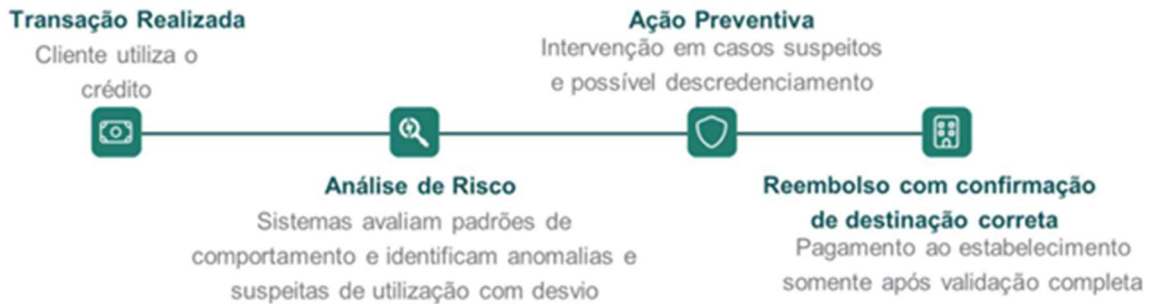 Transação Realizada
Cliente utiliza o
crédito
Análise de Risco
Sistemas avaliam padrões de
comportamento e identificam anomalias e
suspeitas de utilização com desvio
Ação Preventiva
Intervenção em casos suspeitos
e possível descredenciamento
Reembolso com confirmação
de destinação correta
Pagamento ao estabelecimento
somente após validação completa